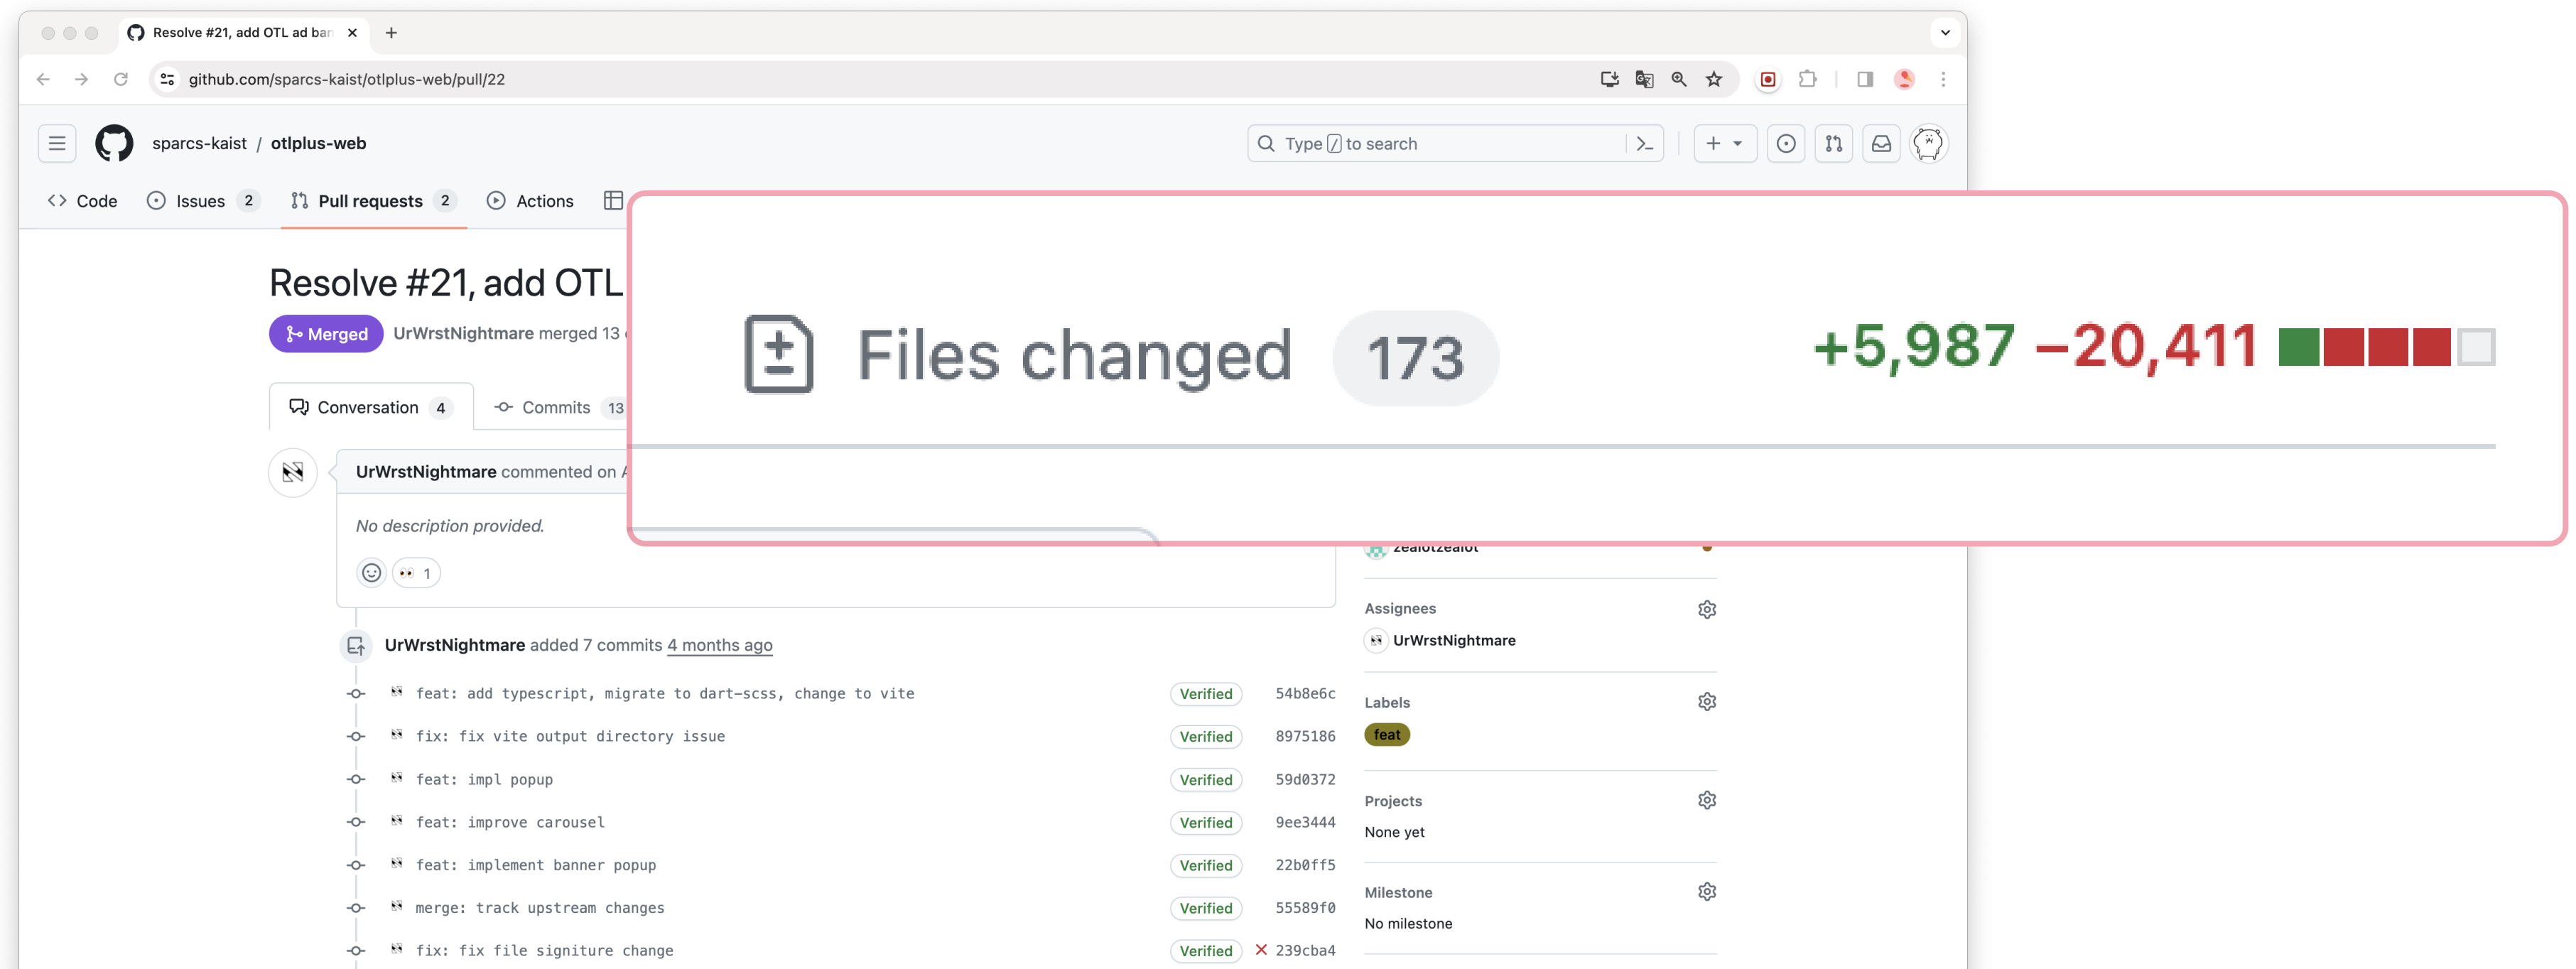 Resolve #21, add OTL ad ban
github.com/sparcs-kaist/otlplus-web/pull/22
sparcs-kaist / otlplus-web
Type / to search
Code
Issues 2
Pull requests 2
Actions
Resolve #21, add OTL
Merged
UrWrstNightmare merged 13
Files changed 173
+5,987 −20,411
Conversation 4
Commits 13
UrWrstNightmare commented on
No description provided.
1
zealotzealot
UrWrstNightmare added 7 commits 4 months ago
feat: add typescript, migrate to dart-scss, change to vite Verified 54b8e6c
fix: fix vite output directory issue Verified 8975186
feat: impl popup Verified 59d0372
feat: improve carousel Verified 9ee3444
feat: implement banner popup Verified 22b0ff5
merge: track upstream changes Verified 55589f0
fix: fix file signiture change Verified 239cba4
Assignees
UrWrstNightmare
Labels
feat
Projects
None yet
Milestone
No milestone